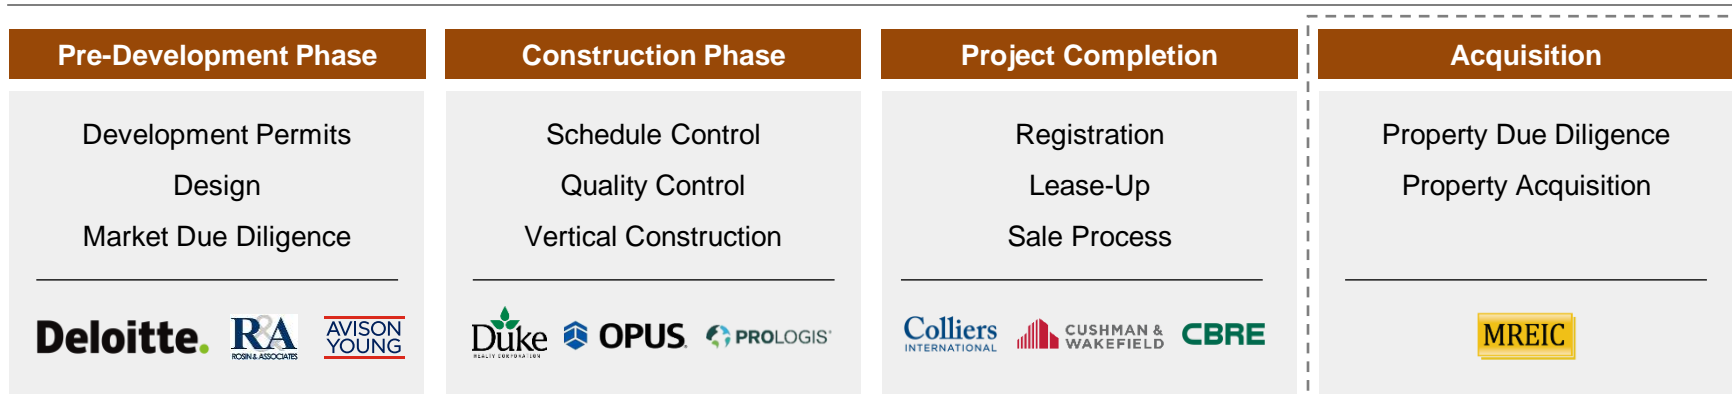 Pre-Development Phase
Development Permits
Design
Market Due Diligence
Deloitte.
R&A
ROSIN & ASSOCIATES
AVISON
YOUNG
Construction Phase
Schedule Control
Quality Control
Vertical Construction
Duke
REALTY CORPORATION
OPUS
PROLOGIS
Project Completion
Registration
Lease-Up
Sale Process
Colliers
INTERNATIONAL
CUSHMAN &
WAKEFIELD
CBRE
Acquisition
Property Due Diligence
Property Acquisition
MREIC